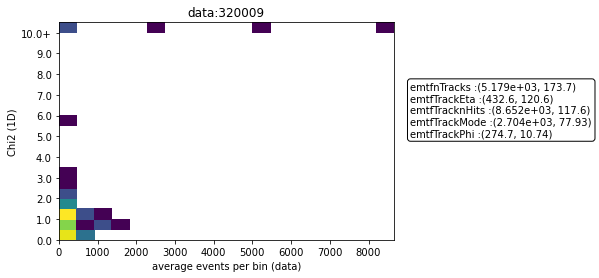 data:320009
10.0+
9.0
8.0
7.0
6.0
5.0
4.0
3.0
2.0
1.0
0.0
Chi2 (1D)
0 1000 2000 3000 4000 5000 6000 7000 8000
average events per bin (data)
emtfnTracks :(5.179e+03, 173.7)
emtfTrackEta :(432.6, 120.6)
emtfTracknHits :(8.652e+03, 117.6)
emtfTrackMode :(2.704e+03, 77.93)
emtfTrackPhi :(274.7, 10.74)